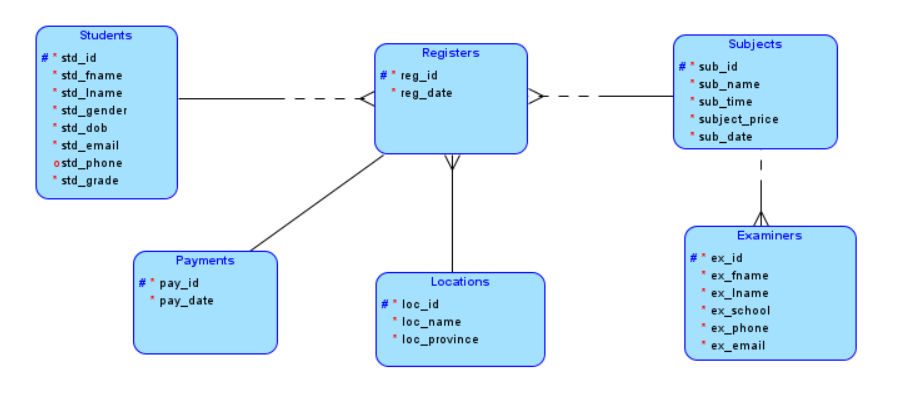 Students
# * std_id
* std_fname
* std_lname
* std_gender
* std_dob
* std_email
o std_phone
* std_grade
Registers
# * reg_id
* reg_date
Subjects
# * sub_id
* sub_name
* sub_time
* subject_price
* sub_date
Payments
# * pay_id
* pay_date
Locations
# * loc_id
* loc_name
* loc_province
Examiners
# * ex_id
* ex_fname
* ex_lname
* ex_school
* ex_phone
* ex_email